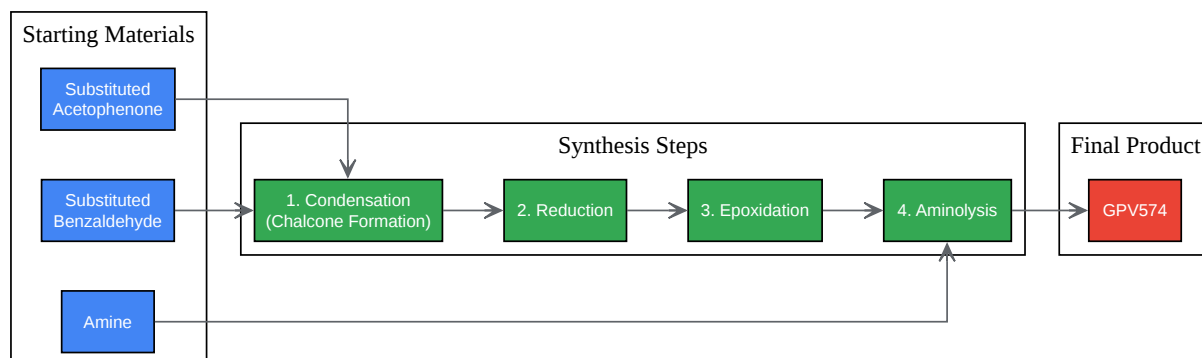 Starting Materials
Substituted
Acetophenone
Substituted
Benzaldehyde
Amine
Synthesis Steps
1. Condensation
(Chalcone Formation)
2. Reduction
3. Epoxidation
4. Aminolysis
Final Product
GPV574